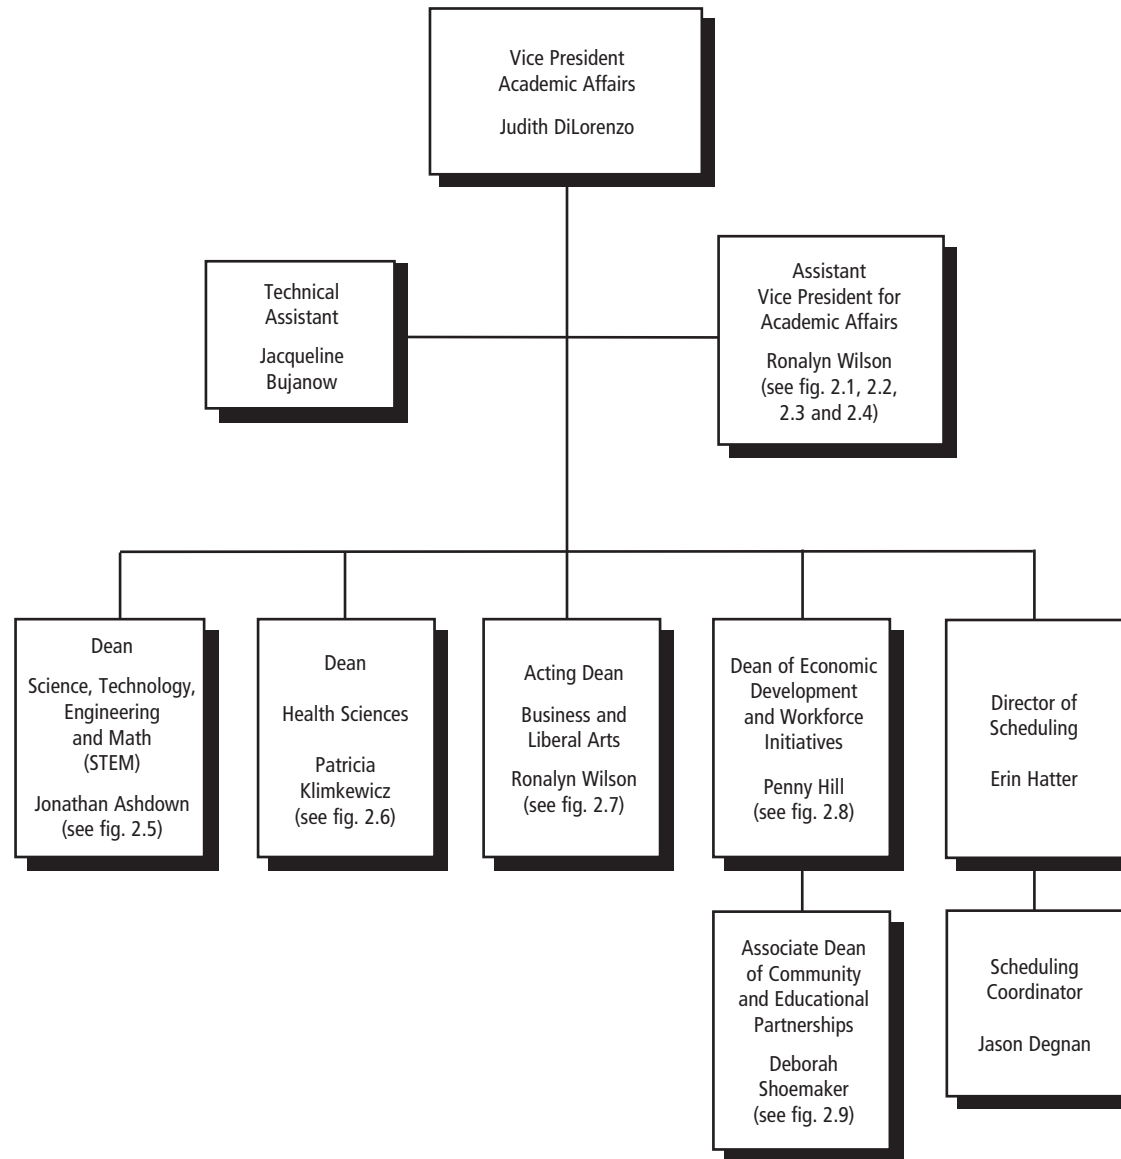 Vice President
Academic Affairs
Judith DiLorenzo
Technical
Assistant
Jacqueline
Bujanow
Assistant
Vice President for
Academic Affairs
Ronalyn Wilson
(see fig. 2.1, 2.2,
2.3 and 2.4)
Dean
Science, Technology,
Engineering
and Math
(STEM)
Jonathan Ashdown
(see fig. 2.5)
Dean
Health Sciences
Patricia
Klimkewicz
(see fig. 2.6)
Acting Dean
Business and
Liberal Arts
Ronalyn Wilson
(see fig. 2.7)
Dean of Economic
Development
and Workforce
Initiatives
Penny Hill
(see fig. 2.8)
Director of
Scheduling
Erin Hatter
Associate Dean
of Community
and Educational
Partnerships
Deborah
Shoemaker
(see fig. 2.9)
Scheduling
Coordinator
Jason Degnan